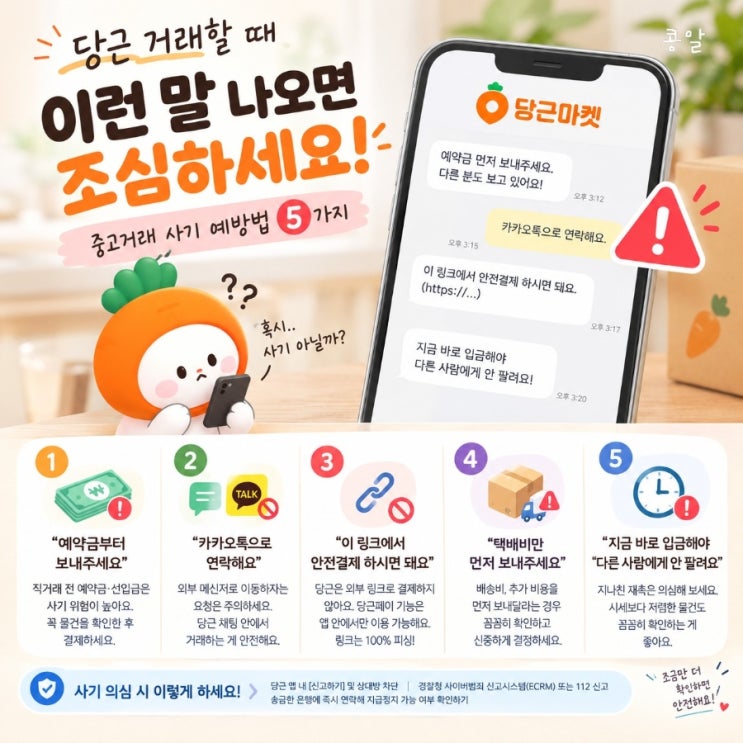 당근 거래할 때
콩알
이런 말 나오면
조심하세요!
중고거래 사기 예방법 5가지
당근마켓
예약금 먼저 보내주세요.
다른 분도 보고 있어요!
오후 3:12
카카오톡으로 연락해요.
오후 3:15
이 링크에서 안전결제 하시면 돼요.
(https://...)
오후 3:17
지금 바로 입금해야
다른 사람에게 안 팔려요!
오후 3:20
??
혹시..
사기 아닐까?
1
"예약금부터
보내주세요"
직거래 전 예약금·선입금은
사기 위험이 높아요.
꼭 물건을 확인한 후
결제하세요.
2
TALK
"카카오톡으로
연락해요"
외부 메신저로 이동하자는
요청은 주의하세요.
당근 채팅 안에서
거래하는 게 안전해요.
3
"이 링크에서
안전결제 하시면 돼요"
당근은 외부 링크로 결제하지
않아요. 당근페이 기능은
앱 안에서만 이용 가능해요.
링크는 100% 피싱!
4
"택배비만
먼저 보내주세요"
배송비, 추가 비용을
먼저 보내달라는 경우
꼼꼼히 확인하고
신중하게 결정하세요.
5
"지금 바로 입금해야
"다른 사람에게 안 팔려요"
지나친 재촉은 의심해 보세요.
시세보다 저렴한 물건도
꼼꼼히 확인하는 게
좋아요.
사기 의심 시 이렇게 하세요!
당근 앱 내 [신고하기] 및 상대방 차단 | 경찰청 사이버범죄 신고시스템(ECRM) 또는 112 신고
송금한 은행에 즉시 연락해 지급정지 가능 여부 확인하기
조금만 더
확인하면
안전해요!